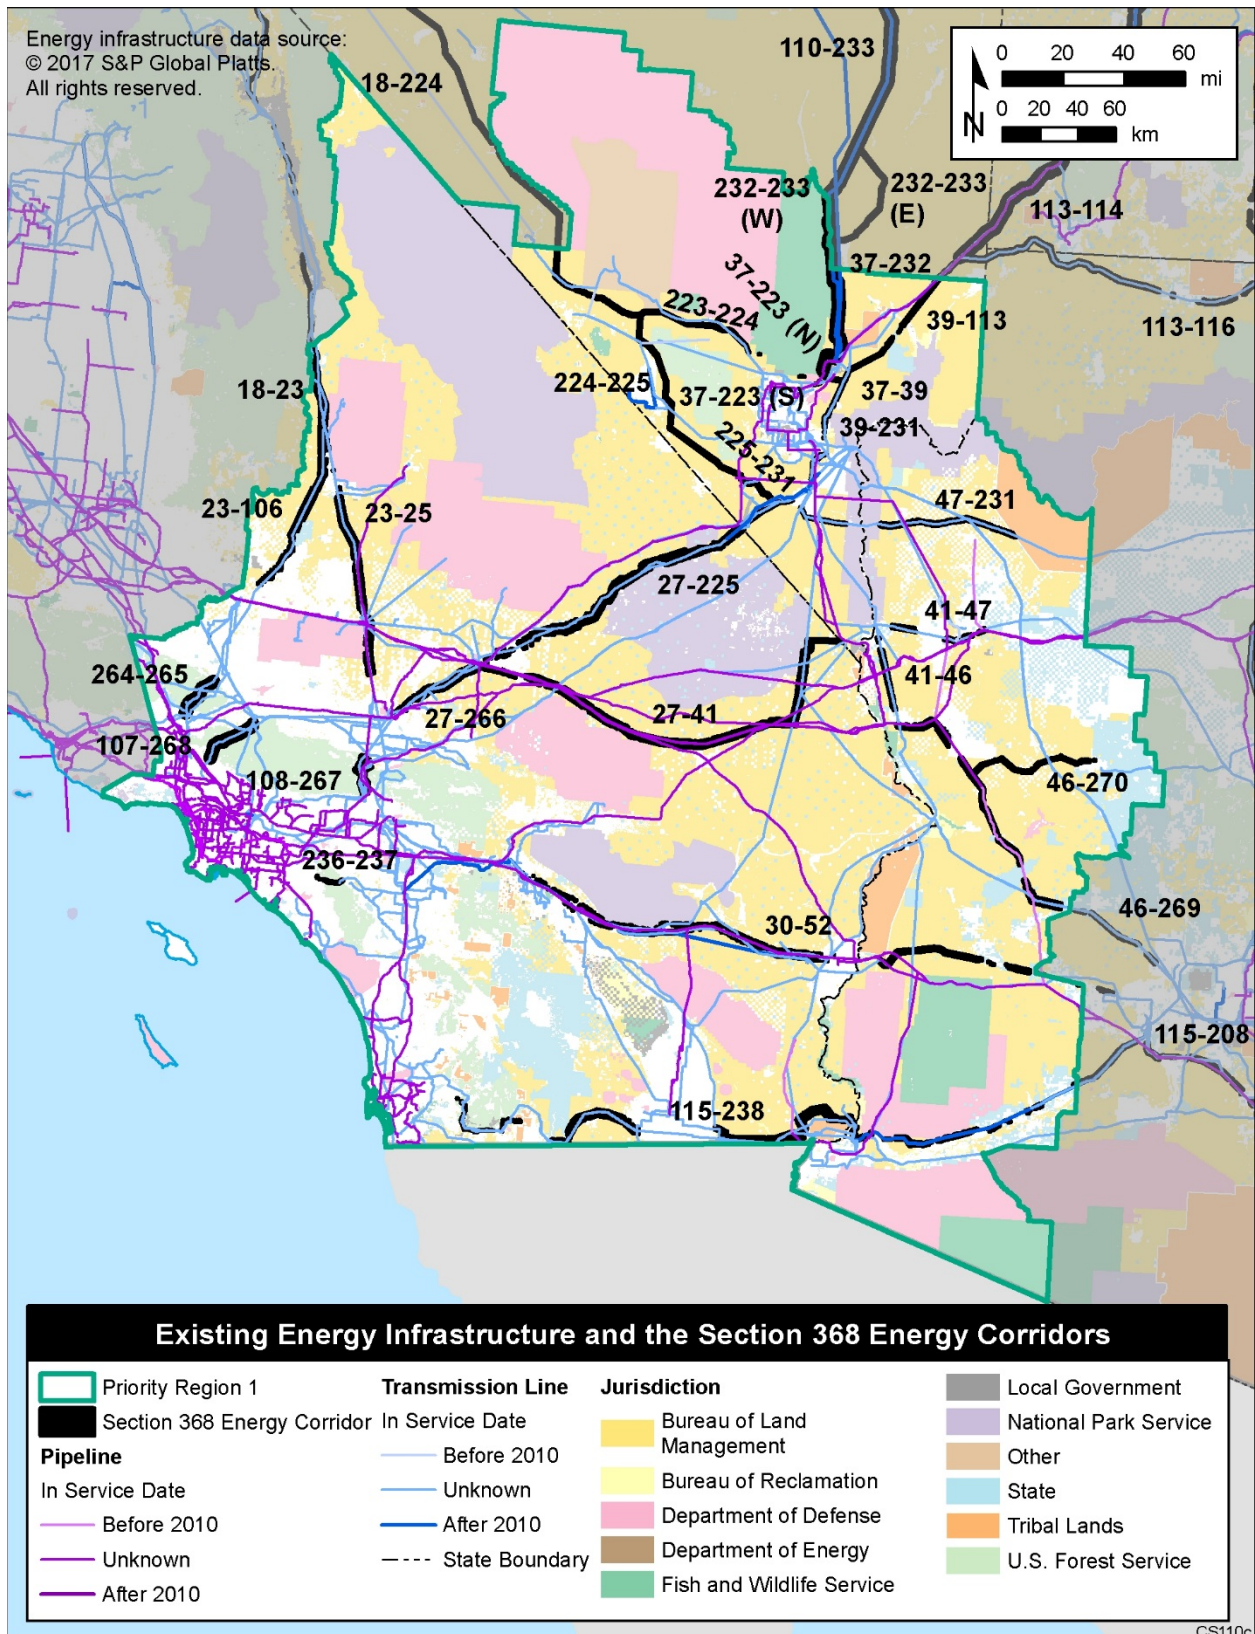 Energy infrastructure data source:
© 2017 S&P Global Platts.
All rights reserved.
0 20 40 60
mi
0 20 40 60
km
N
110-233
18-224
232-233
(W)
232-233
(E)
113-114
37-232
37-223 (N)
223-224
39-113
113-116
18-23
224-225
37-223 (S)
37-39
39-231
225-231
23-106
23-25
47-231
27-225
41-47
264-265
41-46
27-266
27-41
107-268
108-267
46-270
236-237
30-52
46-269
115-208
115-238
Existing Energy Infrastructure and the Section 368 Energy Corridors
Priority Region 1
Section 368 Energy Corridor
Pipeline
In Service Date
Before 2010
Unknown
After 2010
Transmission Line
In Service Date
Before 2010
Unknown
After 2010
State Boundary
Jurisdiction
Bureau of Land
Management
Bureau of Reclamation
Department of Defense
Department of Energy
Fish and Wildlife Service
Local Government
National Park Service
Other
State
Tribal Lands
U.S. Forest Service
CS110c